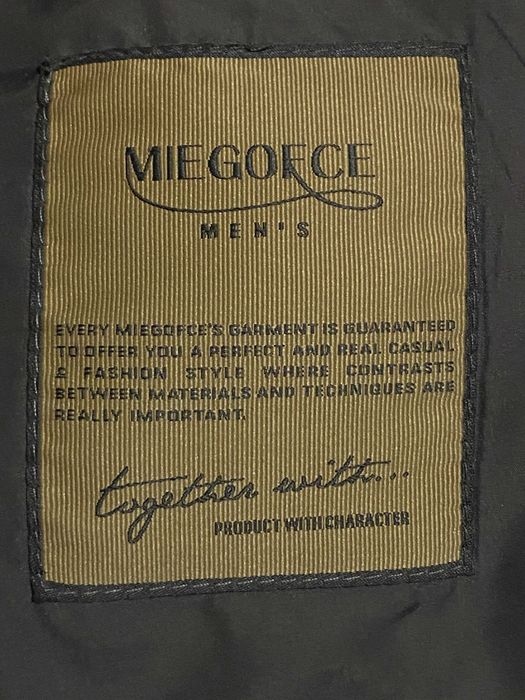 MIEGOFCE
MEN'S
EVERY MIEGOFCE'S GARMENT IS GUARANTEED
TO OFFER YOU A PERFECT AND REAL CASUAL
& FASHION STYLE WHERE CONTRASTS
BETWEEN MATERIALS AND TECHNIQUES ARE
REALLY IMPORTANT.
together with...
PRODUCT WITH CHARACTER